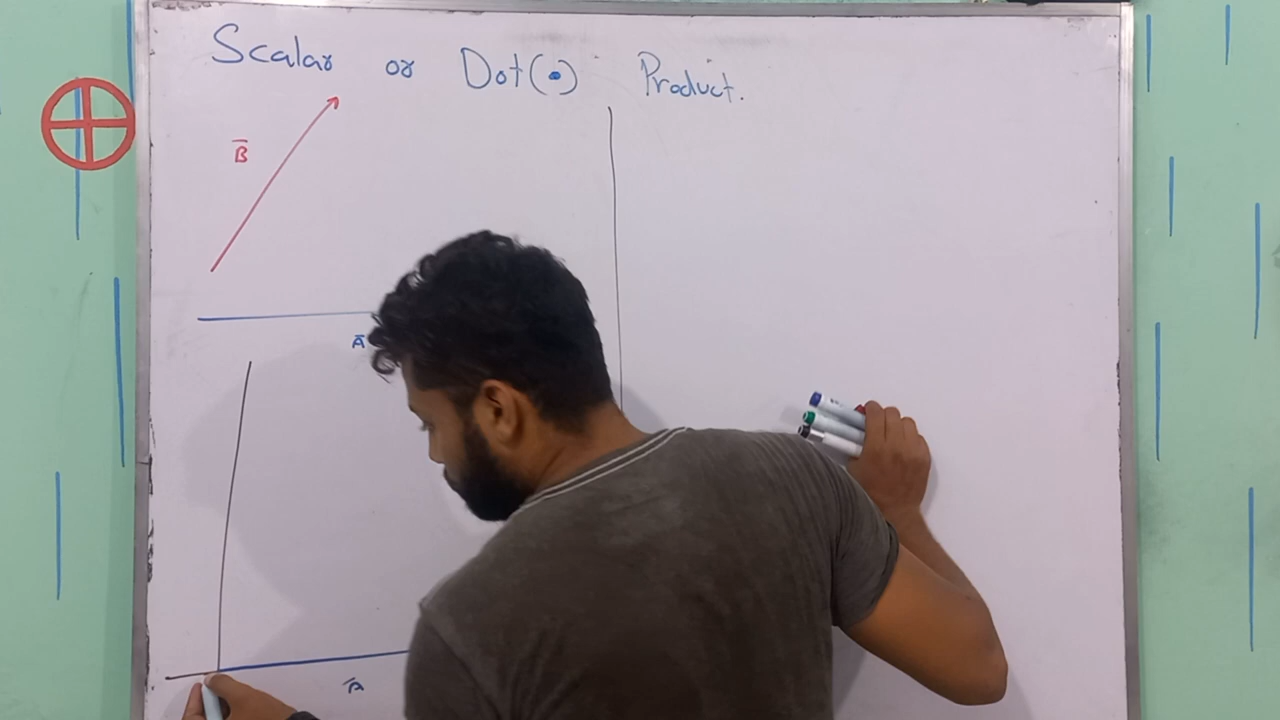 Scalar or Dot(•) Product.
B̅
A̅
A̅